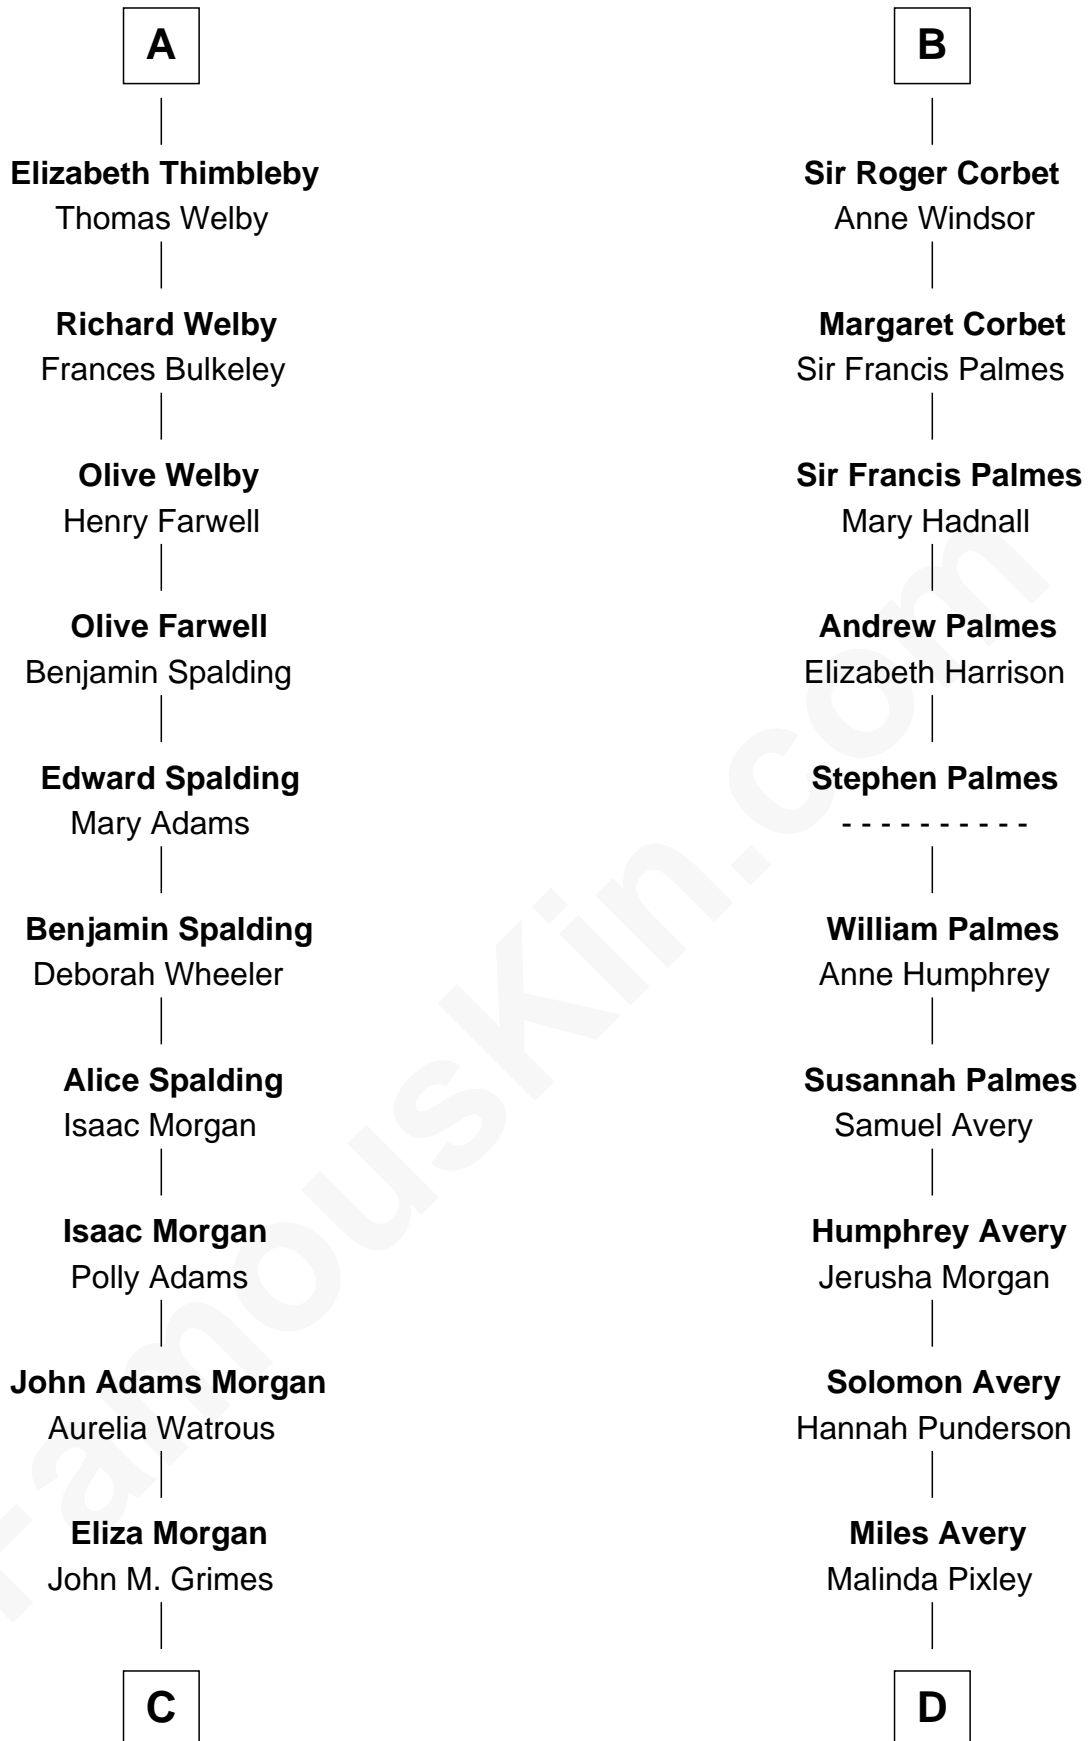 A
Elizabeth Thimbleby
Thomas Welby
Richard Welby
Frances Bulkeley
Olive Welby
Henry Farwell
Olive Farwell
Benjamin Spalding
Edward Spalding
Mary Adams
Benjamin Spalding
Deborah Wheeler
Alice Spalding
Isaac Morgan
Isaac Morgan
Polly Adams
John Adams Morgan
Aurelia Watrous
Eliza Morgan
John M. Grimes
C
B
Sir Roger Corbet
Anne Windsor
Margaret Corbet
Sir Francis Palmes
Sir Francis Palmes
Mary Hadnall
Andrew Palmes
Elizabeth Harrison
Stephen Palmes
- - - - - - - - - -
William Palmes
Anne Humphrey
Susannah Palmes
Samuel Avery
Humphrey Avery
Jerusha Morgan
Solomon Avery
Hannah Punderson
Miles Avery
Malinda Pixley
D
FamousKin.com